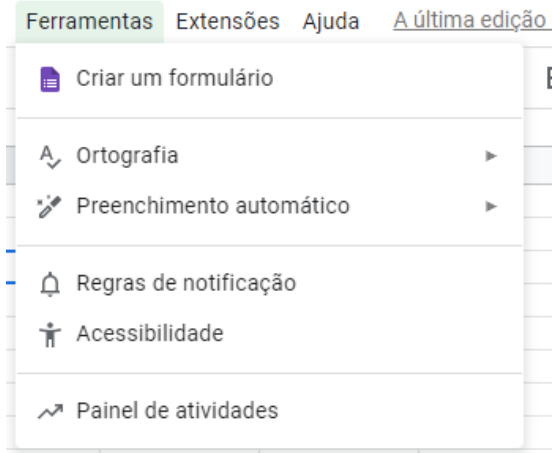 Ferramentas Extensões Ajuda A última edição
Criar um formulário
Ortografia
Preenchimento automático
Regras de notificação
Acessibilidade
Painel de atividades